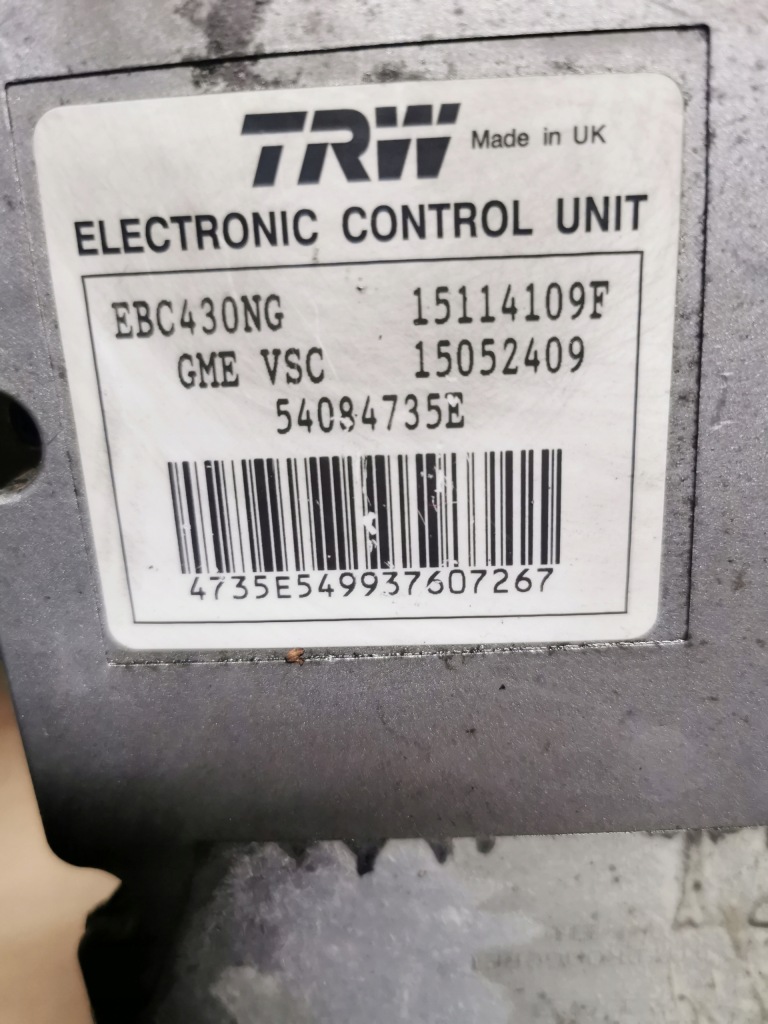 TRW Made in UK
ELECTRONIC CONTROL UNIT
EBC430NG 15114109F
GME VSC 15052409
54084735E
4735E549937607267